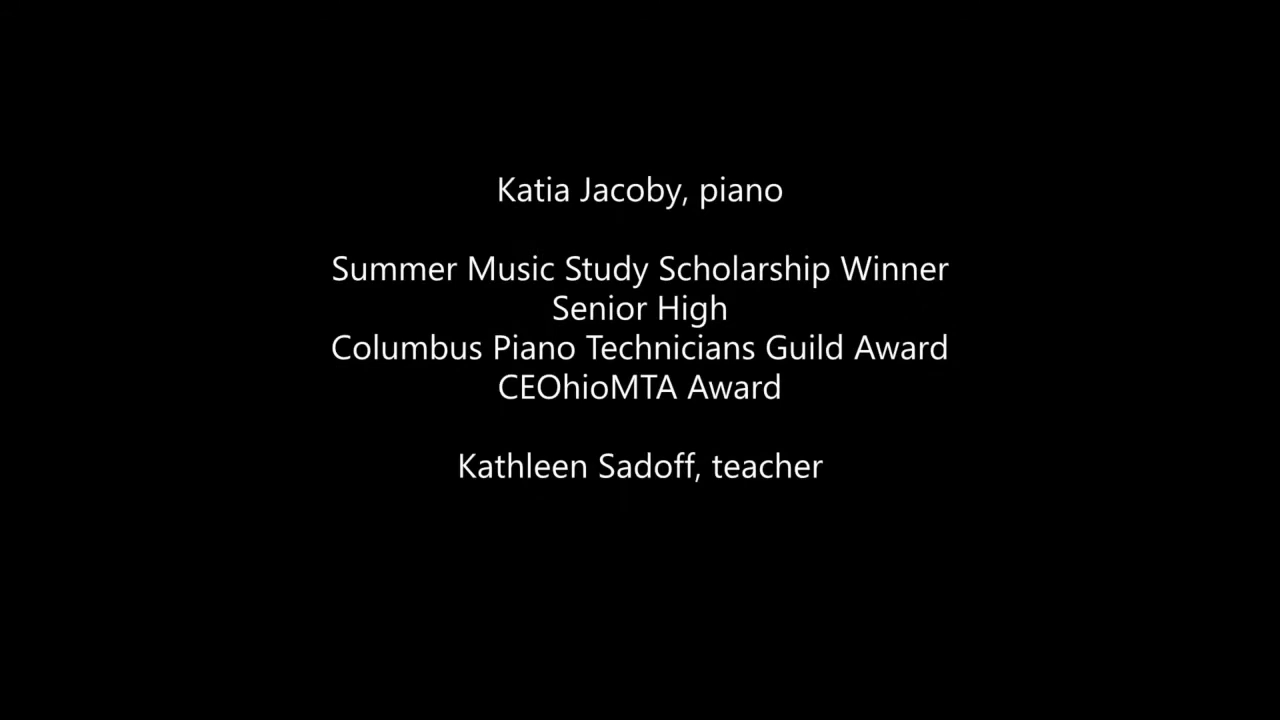 Katia Jacoby, piano
Summer Music Study Scholarship Winner
Senior High
Columbus Piano Technicians Guild Award
CEOhioMTA Award
Kathleen Sadoff, teacher